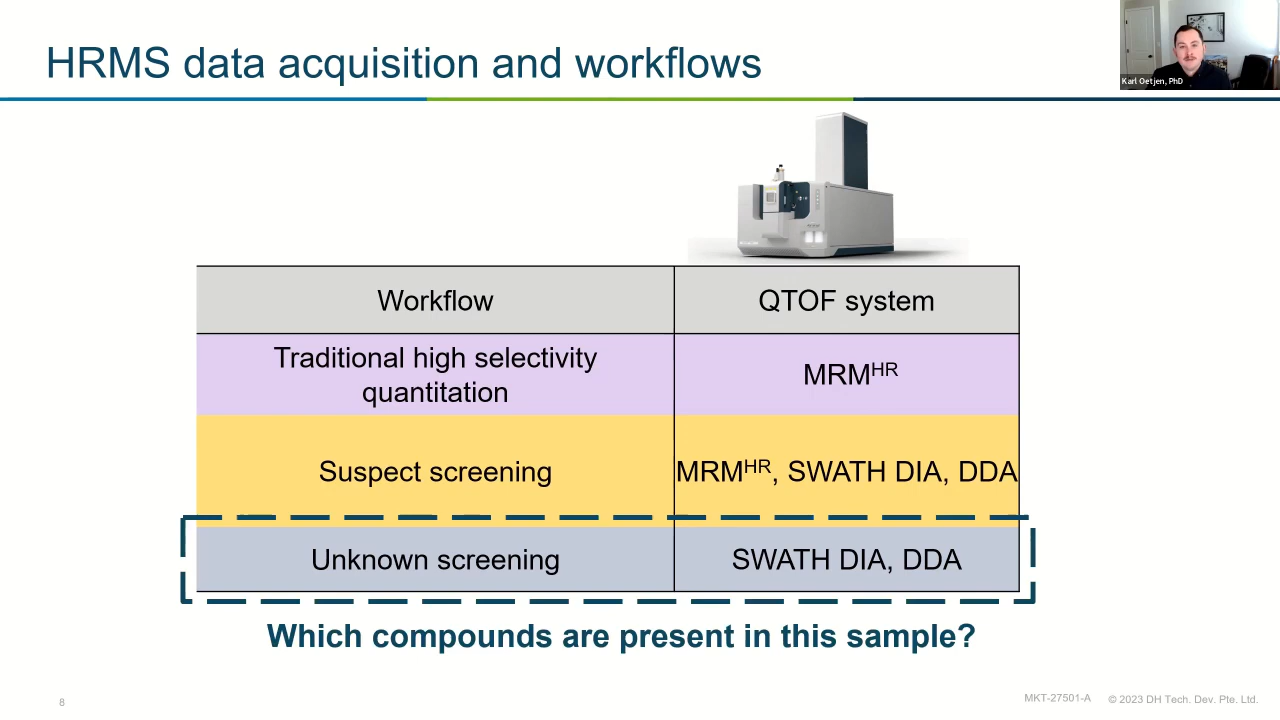 HRMS data acquisition and workflows
Karl Oetjen, PhD
Workflow
QTOF system
Traditional high selectivity
quantitation
MRMHR
Suspect screening
MRMHR, SWATH DIA, DDA
Unknown screening
SWATH DIA, DDA
Which compounds are present in this sample?
8
MKT-27501-A
© 2023 DH Tech. Dev. Pte. Ltd.